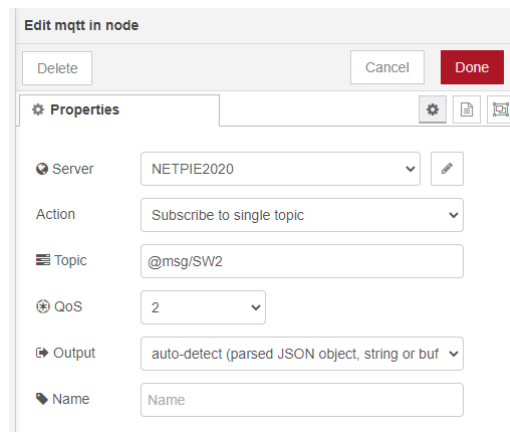 Edit mqtt in node
Delete Cancel Done
Properties
Server NETPIE2020
Action Subscribe to single topic
Topic @msg/SW2
QoS 2
Output auto-detect (parsed JSON object, string or buf
Name Name